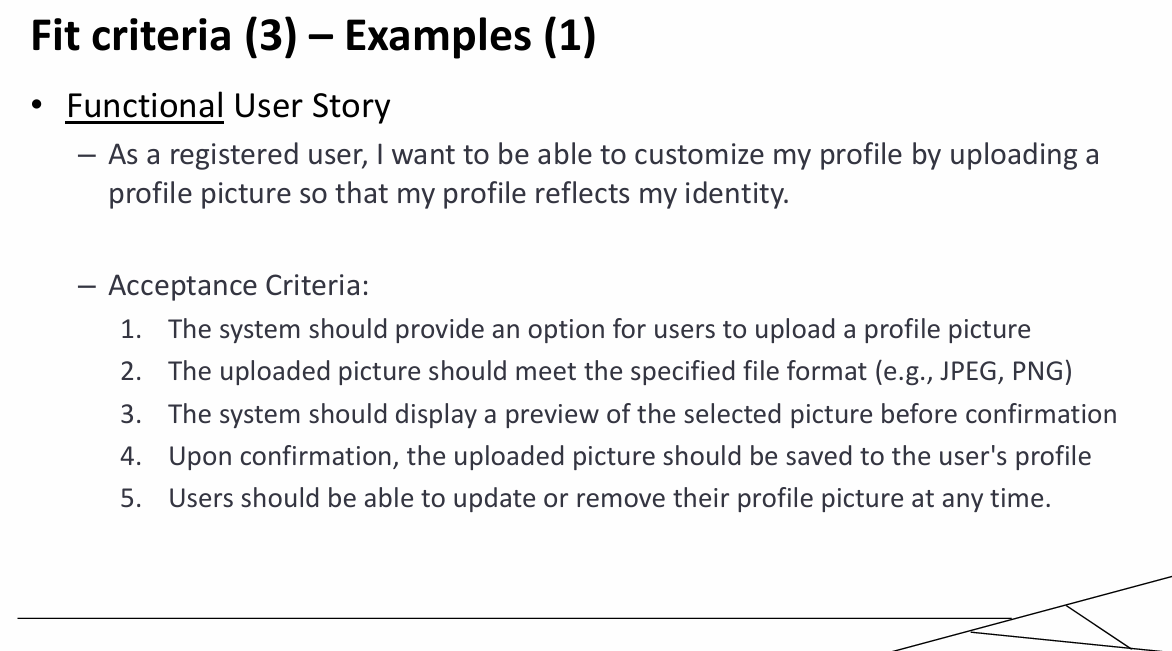 Fit criteria (3) – Examples (1)
• Functional User Story
– As a registered user, I want to be able to customize my profile by uploading a
profile picture so that my profile reflects my identity.
– Acceptance Criteria:
1. The system should provide an option for users to upload a profile picture
2. The uploaded picture should meet the specified file format (e.g., JPEG, PNG)
3. The system should display a preview of the selected picture before confirmation
4. Upon confirmation, the uploaded picture should be saved to the user's profile
5. Users should be able to update or remove their profile picture at any time.